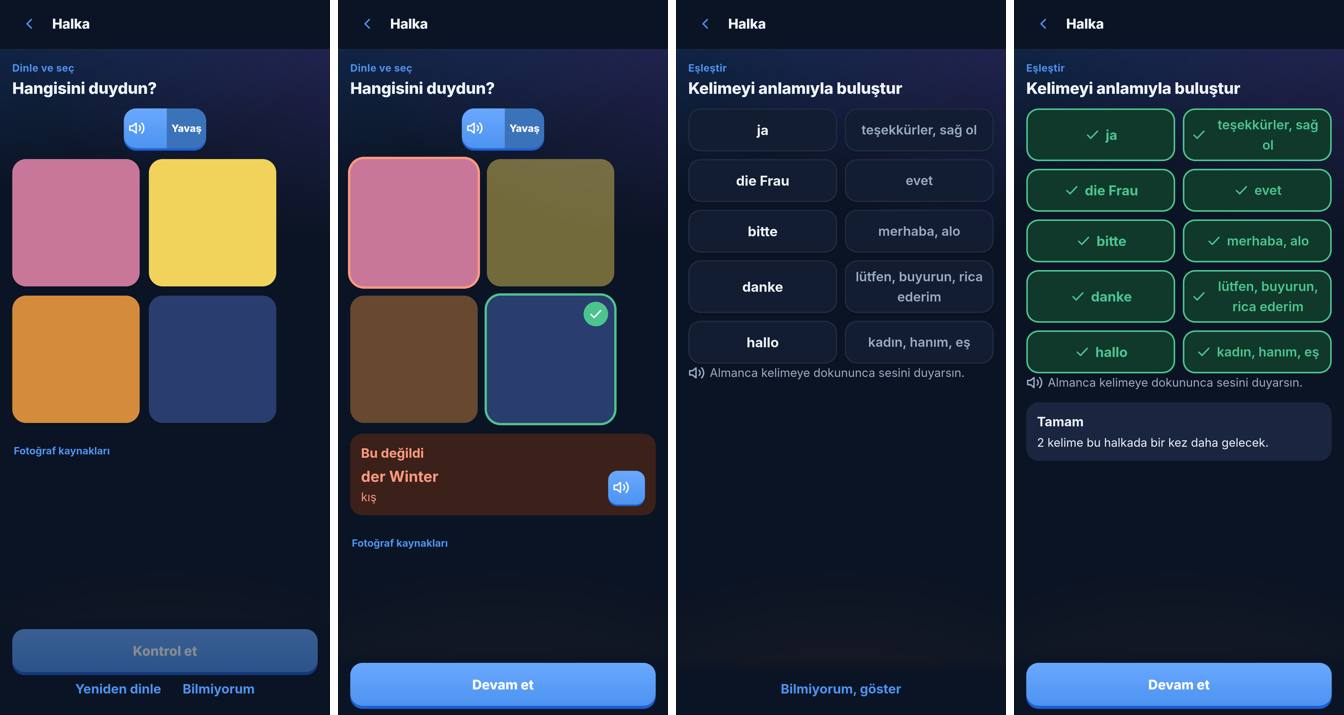 Halka
Dinle ve seç
Hangisini duydun?
Yavaş
Fotoğraf kaynakları
Kontrol et
Yeniden dinle Bilmiyorum
Halka
Dinle ve seç
Hangisini duydun?
Yavaş
Bu değildi
der Winter
kış
Fotoğraf kaynakları
Devam et
Halka
Eşleştir
Kelimeyi anlamıyla buluştur
ja teşekkürler, sağ ol
die Frau evet
bitte merhaba, alo
danke lütfen, buyurun, rica
ederim
hallo kadın, hanım, eş
Almanca kelimeye dokununca sesini duyarsın.
Bilmiyorum, göster
Halka
Eşleştir
Kelimeyi anlamıyla buluştur
ja teşekkürler, sağ
ol
die Frau evet
bitte merhaba, alo
danke lütfen, buyurun,
rica ederim
hallo kadın, hanım, eş
Almanca kelimeye dokununca sesini duyarsın.
Tamam
2 kelime bu halkada bir kez daha gelecek.
Devam et